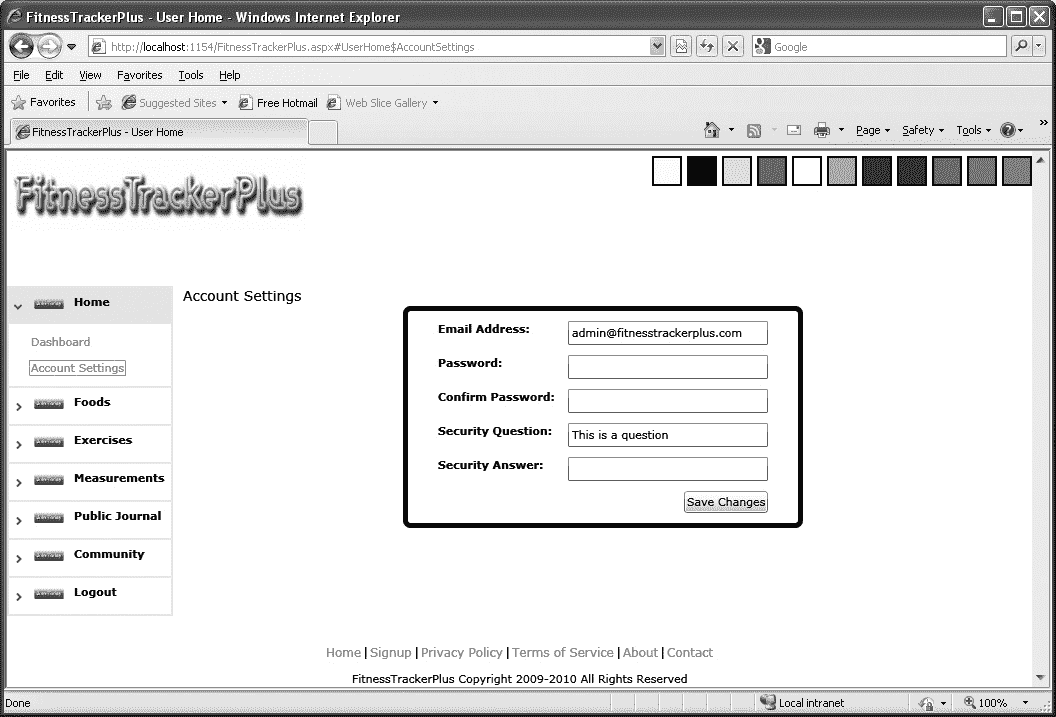 FitnessTrackerPlus - User Home - Windows Internet Explorer
http://localhost:1154/FitnessTrackerPlus.aspx#UserHome$AccountSettings
Google
File Edit View Favorites Tools Help
Favorites Suggested Sites Free Hotmail Web Slice Gallery
FitnessTrackerPlus - User Home
Page Safety Tools
FitnessTrackerPlus
Home
Dashboard
Account Settings
Foods
Exercises
Measurements
Public Journal
Community
Logout
Account Settings
Email Address: admin@fitnesstrackerplus.com
Password:
Confirm Password:
Security Question: This is a question
Security Answer:
Save Changes
Home | Signup | Privacy Policy | Terms of Service | About | Contact
FitnessTrackerPlus Copyright 2009-2010 All Rights Reserved
Done Local intranet 100%